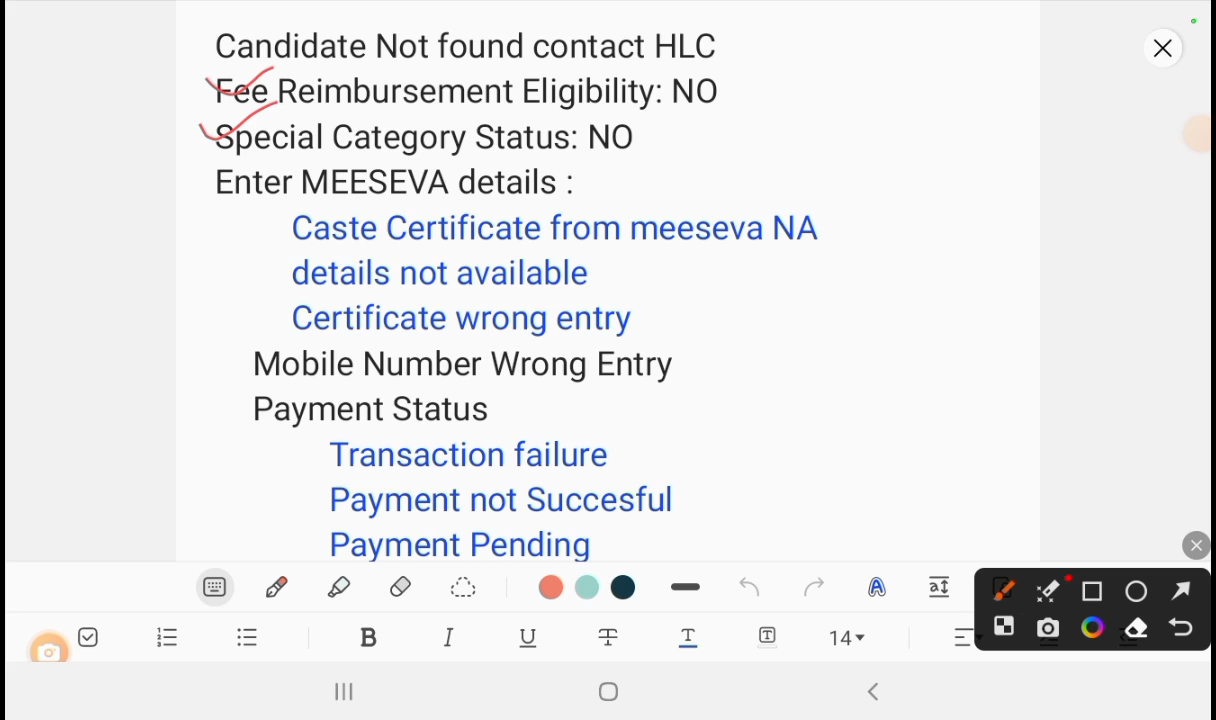 Candidate Not found contact HLC
Fee Reimbursement Eligibility: NO
Special Category Status: NO
Enter MEESEVA details :
Caste Certificate from meeseva NA
details not available
Certificate wrong entry
Mobile Number Wrong Entry
Payment Status
Transaction failure
Payment not Succesful
Payment Pending
A a
B I U T T T 14